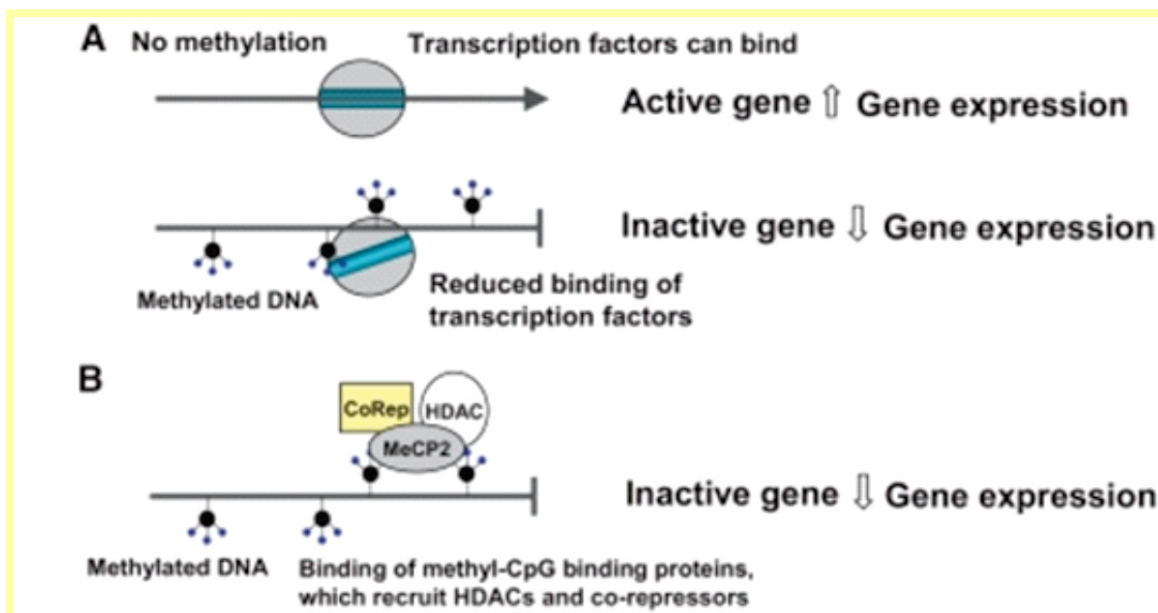 A No methylation Transcription factors can bind
Active gene ⇧ Gene expression
Inactive gene ⇩ Gene expression
Methylated DNA
Reduced binding of
transcription factors
B
CoRep HDAC
MeCP2
Inactive gene ⇩ Gene expression
Methylated DNA
Binding of methyl-CpG binding proteins,
which recruit HDACs and co-repressors